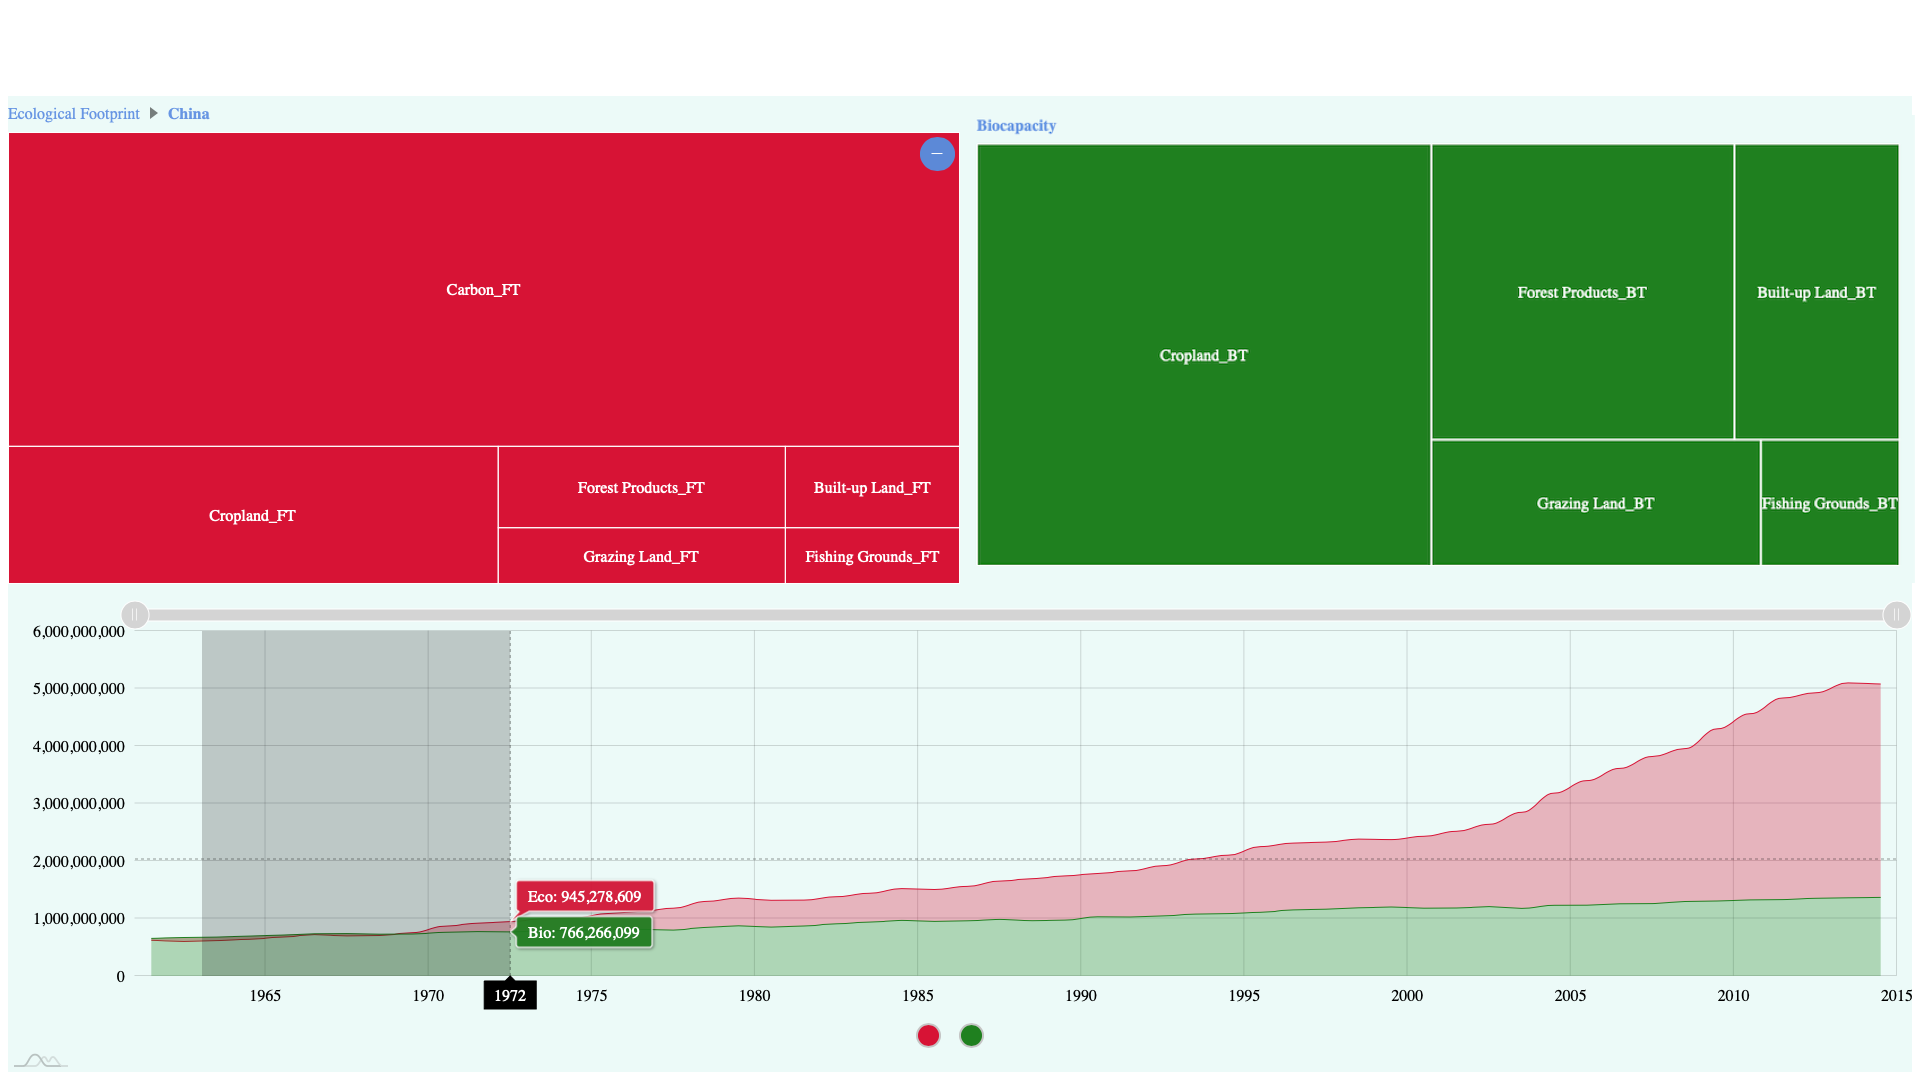 Ecological Footprint China
Biocapacity
Carbon_FT
Cropland_FT
Forest Products_FT
Built-up Land_FT
Grazing Land_FT
Fishing Grounds_FT
Cropland_BT
Forest Products_BT
Built-up Land_BT
Grazing Land_BT
Fishing Grounds_BT
6,000,000,000
5,000,000,000
4,000,000,000
3,000,000,000
2,000,000,000
1,000,000,000
0
Eco: 945,278,609
Bio: 766,266,099
1965 1970 1972 1975 1980 1985 1990 1995 2000 2005 2010 2015